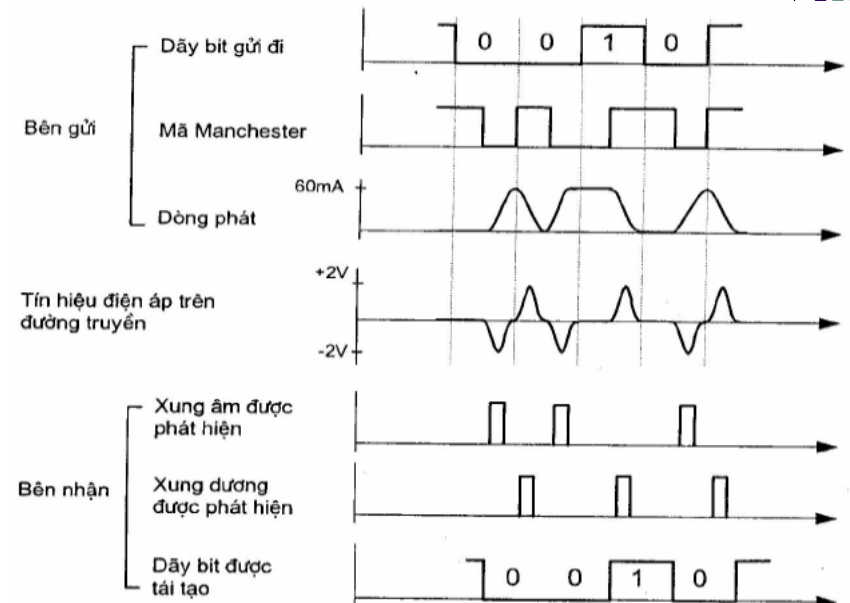 Dãy bit gửi đi
0 0 1 0
Bên gửi
Mã Manchester
60mA
Dòng phát
+2V
Tín hiệu điện áp trên
đường truyền
-2V
Xung âm được
phát hiện
Bên nhận
Xung dương
được phát hiện
Dãy bit được
tái tạo
0 0 1 0